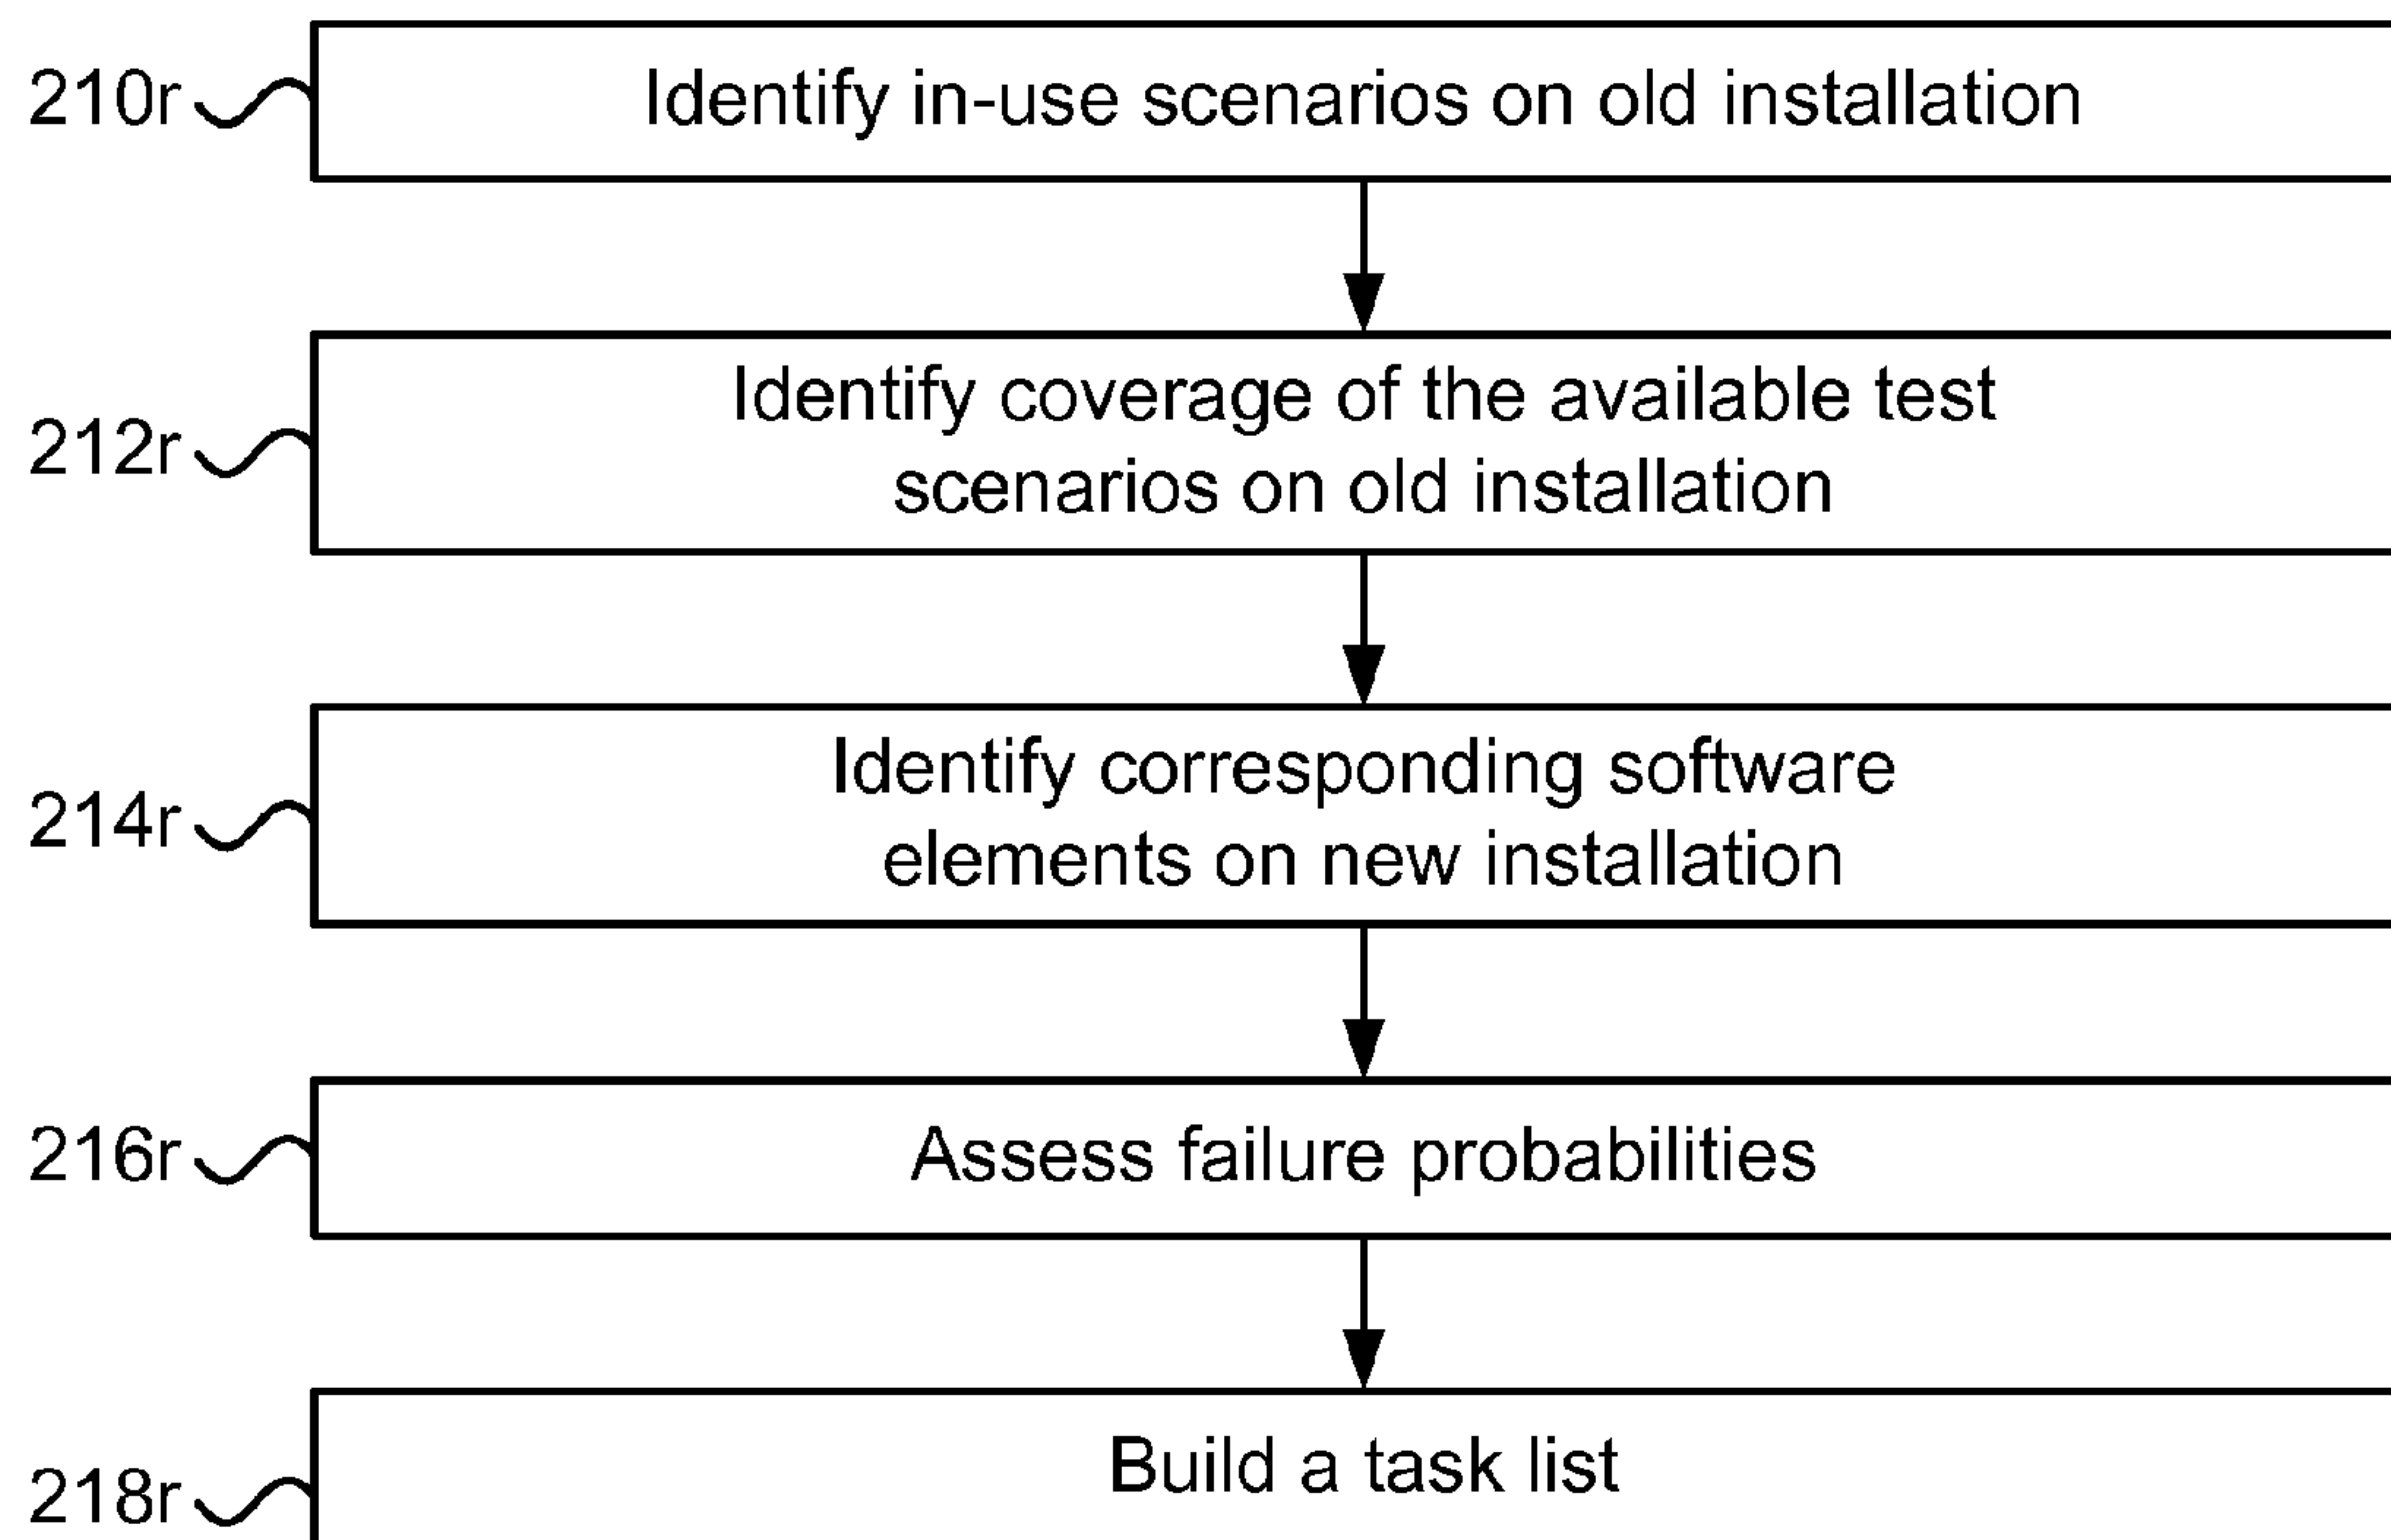 210r
Identify in-use scenarios on old installation
212r
Identify coverage of the available test
scenarios on old installation
214r
Identify corresponding software
elements on new installation
216r
Assess failure probabilities
218r
Build a task list